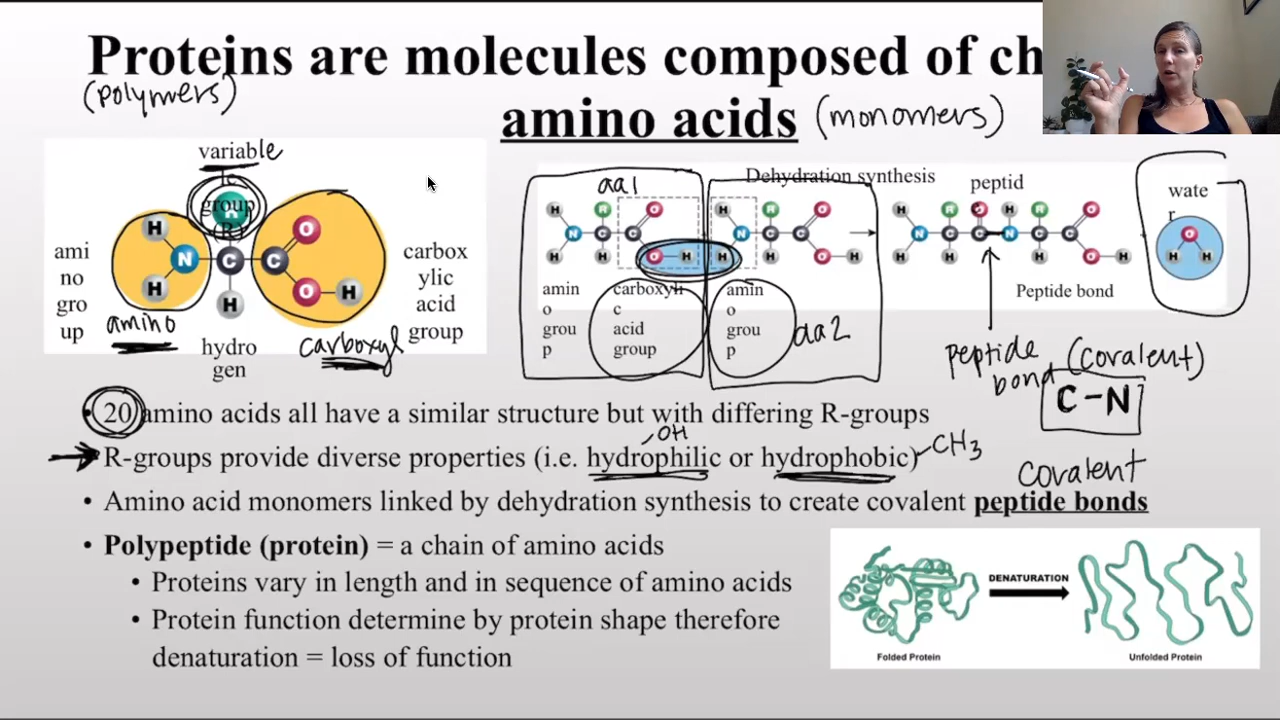 Proteins are molecules composed of ch
(polymers)
amino acids (monomers)
variable
group
(R)
H
N
H
C
H
C
O
O
H
ami
no
gro
up
amino
hydro
gen
carboxyl
carbox
ylic
acid
group
aa1
Dehydration synthesis
peptid
wate
r
H R O H R O H R O H R O
N C C N C C N C C N C C
H H O H H H O H H H H O H
O
H H
amin
o
grou
p
carboxyli
c
acid
group
amin
o
grou
p
aa2
Peptide bond
peptide
bond
(covalent)
C-N
• 20 amino acids all have a similar structure but with differing R-groups
-OH
R-groups provide diverse properties (i.e. hydrophilic or hydrophobic)
-CH3
covalent
• Amino acid monomers linked by dehydration synthesis to create covalent peptide bonds
• Polypeptide (protein) = a chain of amino acids
• Proteins vary in length and in sequence of amino acids
• Protein function determine by protein shape therefore
denaturation = loss of function
DENATURATION
Folded Protein
Unfolded Protein